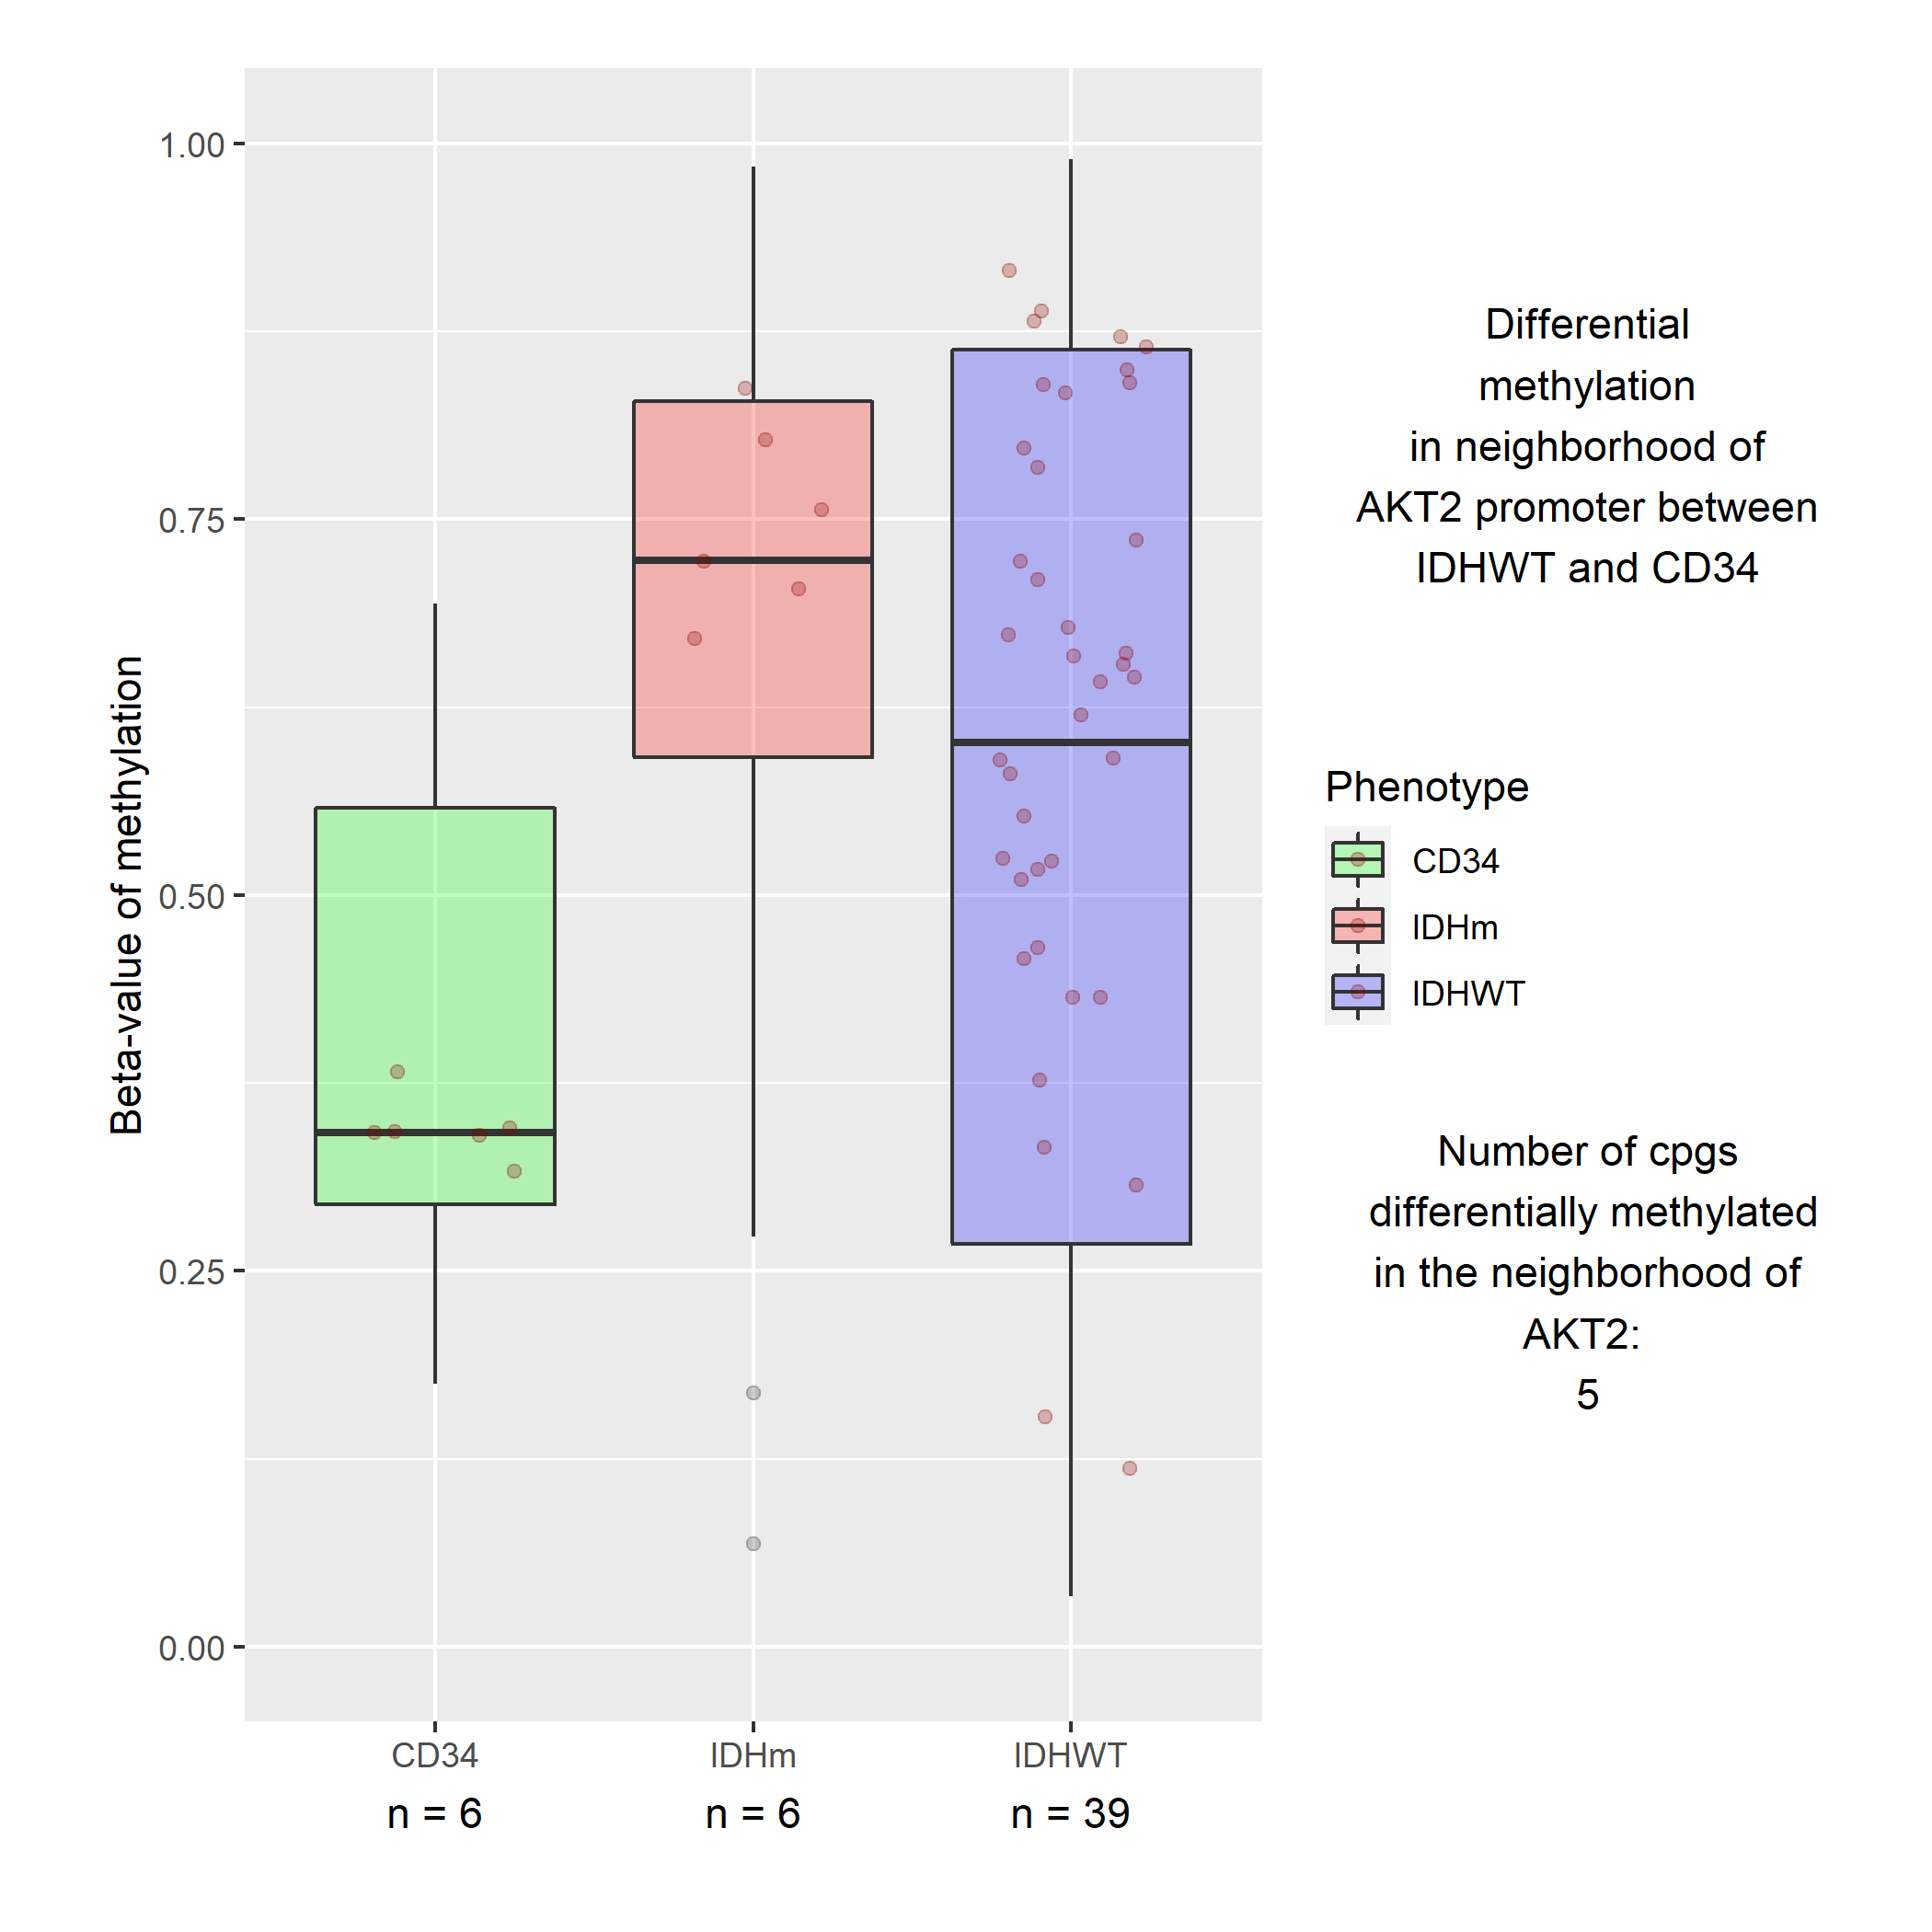 1.00
0.75
0.50
0.25
0.00
Beta-value of methylation
CD34
IDHm
IDHWT
n = 6
n = 6
n = 39
Differential
methylation
in neighborhood of
AKT2 promoter between
IDHWT and CD34
Phenotype
CD34
IDHm
IDHWT
Number of cpgs
differentially methylated
in the neighborhood of
AKT2:
5